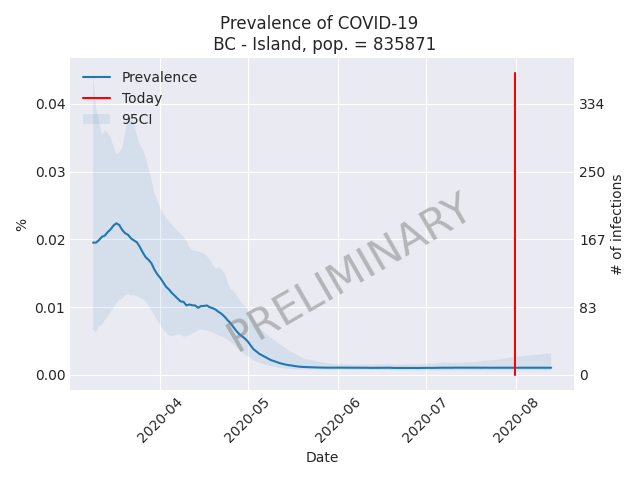 Prevalence of COVID-19
BC - Island, pop. = 835871
Prevalence
Today
95CI
0.04
0.03
0.02
0.01
0.00
334
250
167
83
0
%
# of infections
PRELIMINARY
2020-04
2020-05
2020-06
2020-07
2020-08
Date